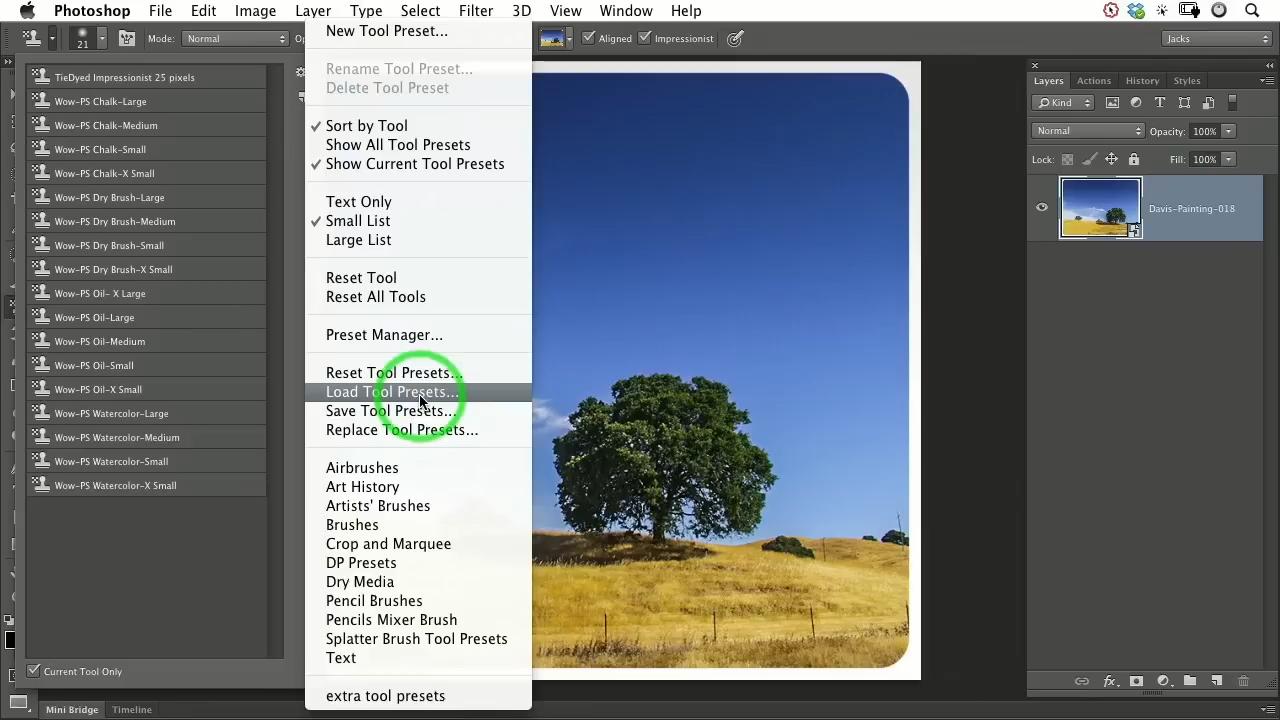 Photoshop File Edit Image Layer Type Select Filter 3D View Window Help
21 Mode: Normal Aligned Impressionist Jacks
TieDyed Impressionist 25 pixels
Wow-PS Chalk-Large
Wow-PS Chalk-Medium
Wow-PS Chalk-Small
Wow-PS Chalk-X Small
Wow-PS Dry Brush-Large
Wow-PS Dry Brush-Medium
Wow-PS Dry Brush-Small
Wow-PS Dry Brush-X Small
Wow-PS Oil- X Large
Wow-PS Oil-Large
Wow-PS Oil-Medium
Wow-PS Oil-Small
Wow-PS Oil-X Small
Wow-PS Watercolor-Large
Wow-PS Watercolor-Medium
Wow-PS Watercolor-Small
Wow-PS Watercolor-X Small
Current Tool Only
New Tool Preset...
Rename Tool Preset...
Delete Tool Preset
Sort by Tool
Show All Tool Presets
Show Current Tool Presets
Text Only
Small List
Large List
Reset Tool
Reset All Tools
Preset Manager...
Reset Tool Presets...
Load Tool Presets...
Save Tool Presets...
Replace Tool Presets...
Airbrushes
Art History
Artists' Brushes
Brushes
Crop and Marquee
DP Presets
Dry Media
Pencil Brushes
Pencils Mixer Brush
Splatter Brush Tool Presets
Text
extra tool presets
Layers Actions History Styles
Kind
Normal Opacity: 100%
Lock: Fill: 100%
Davis-Painting-018
fx
Mini Bridge Timeline